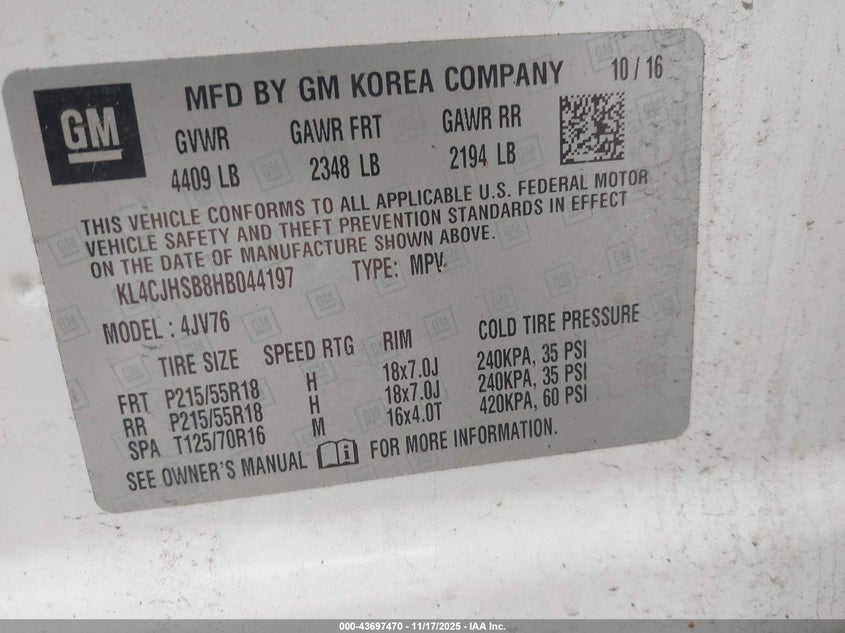 GM
MFD BY GM KOREA COMPANY 10 / 16
GVWR GAWR FRT GAWR RR
4409 LB 2348 LB 2194 LB
THIS VEHICLE CONFORMS TO ALL APPLICABLE U.S. FEDERAL MOTOR
VEHICLE SAFETY AND THEFT PREVENTION STANDARDS IN EFFECT
ON THE DATE OF MANUFACTURE SHOWN ABOVE.
KL4CJHSB8HB044197 TYPE: MPV
MODEL : 4JV76
TIRE SIZE SPEED RTG RIM COLD TIRE PRESSURE
FRT P215/55R18 H 18x7.0J 240KPA, 35 PSI
RR P215/55R18 H 18x7.0J 240KPA, 35 PSI
SPA T125/70R16 M 16x4.0T 420KPA, 60 PSI
SEE OWNER'S MANUAL FOR MORE INFORMATION.
000-43697470 — 11/17/2025 — IAA Inc.